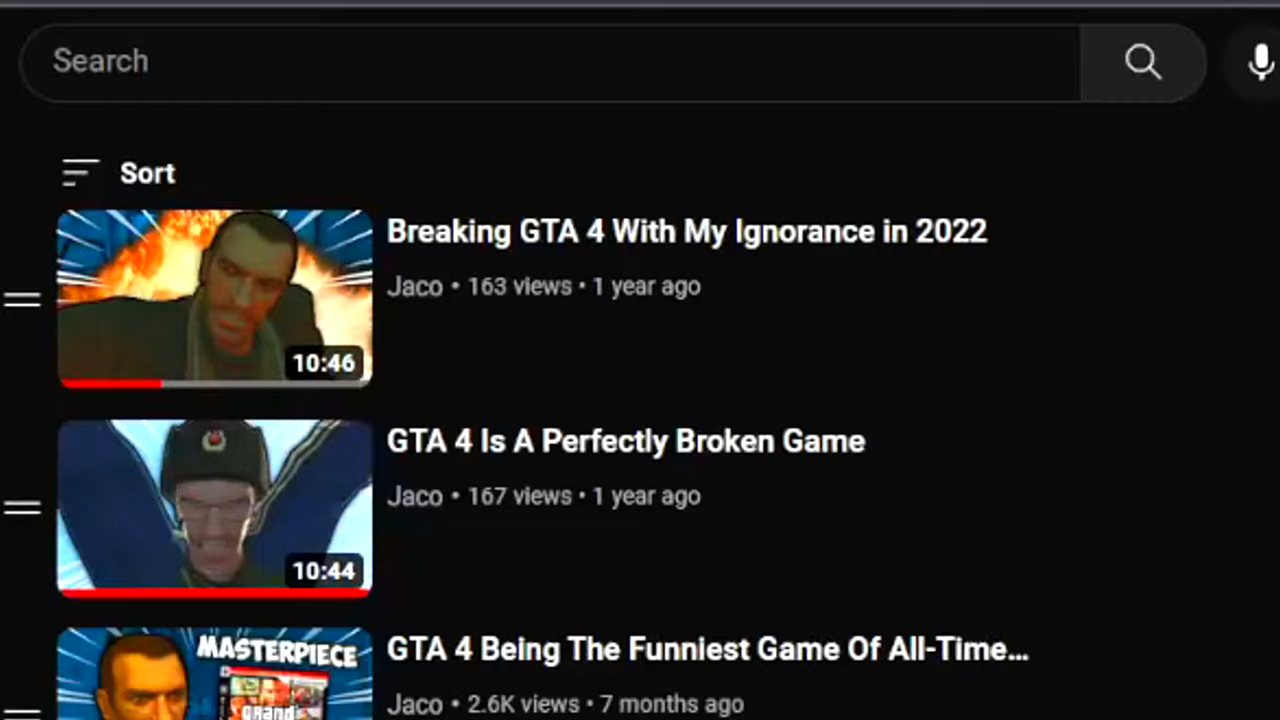 Search
Sort
Breaking GTA 4 With My Ignorance in 2022
Jaco • 163 views • 1 year ago
10:46
GTA 4 Is A Perfectly Broken Game
Jaco • 167 views • 1 year ago
10:44
MASTERPIECE
GTA 4 Being The Funniest Game Of All-Time...
Grand
Jaco • 2.6K views • 7 months ago